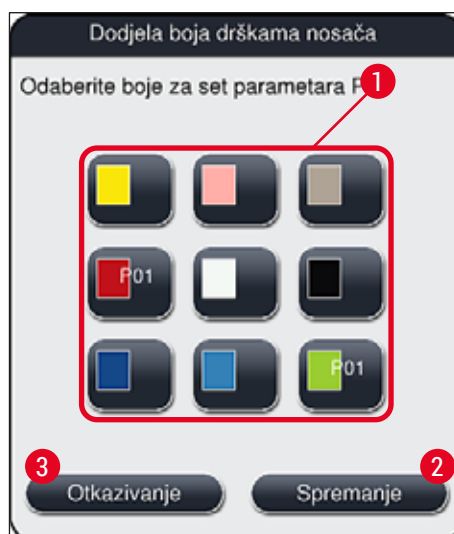 Dodjela boja drškama nosača
Odaberite boje za set parametara
1
P01
P01
3
2
Otkazivanje
Spremanje